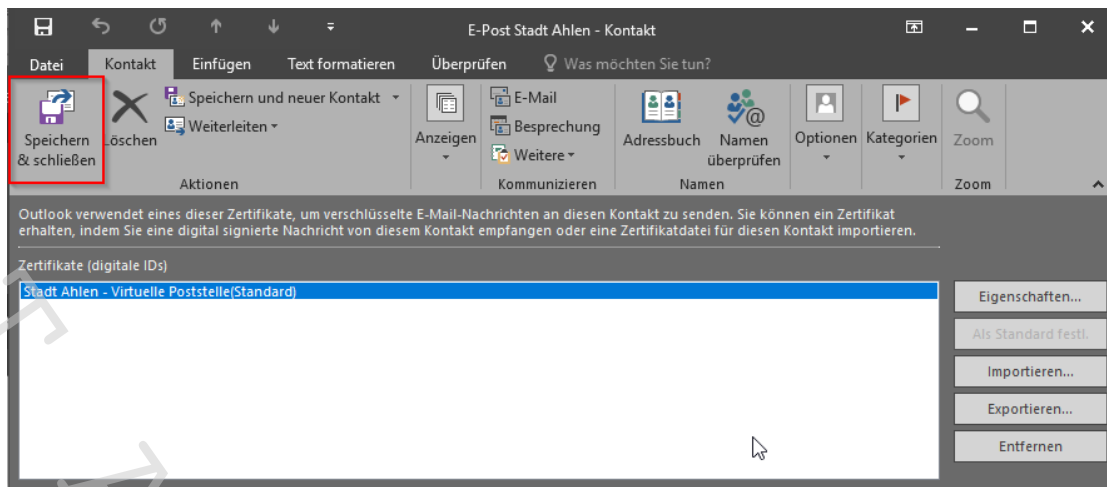 E-Post Stadt Ahlen - Kontakt
Datei Kontakt Einfügen Text formatieren Überprüfen Was möchten Sie tun?
Speichern & schließen
Löschen
Speichern und neuer Kontakt
Weiterleiten
Aktionen
Anzeigen
E-Mail
Besprechung
Weitere
Kommunizieren
Adressbuch
Namen überprüfen
Namen
Optionen
Kategorien
Zoom
Zoom
Outlook verwendet eines dieser Zertifikate, um verschlüsselte E-Mail-Nachrichten an diesen Kontakt zu senden. Sie können ein Zertifikat
erhalten, indem Sie eine digital signierte Nachricht von diesem Kontakt empfangen oder eine Zertifikatdatei für diesen Kontakt importieren.
Zertifikate (digitale IDs)
Stadt Ahlen - Virtuelle Poststelle(Standard)
Eigenschaften...
Als Standard festl.
Importieren...
Exportieren...
Entfernen